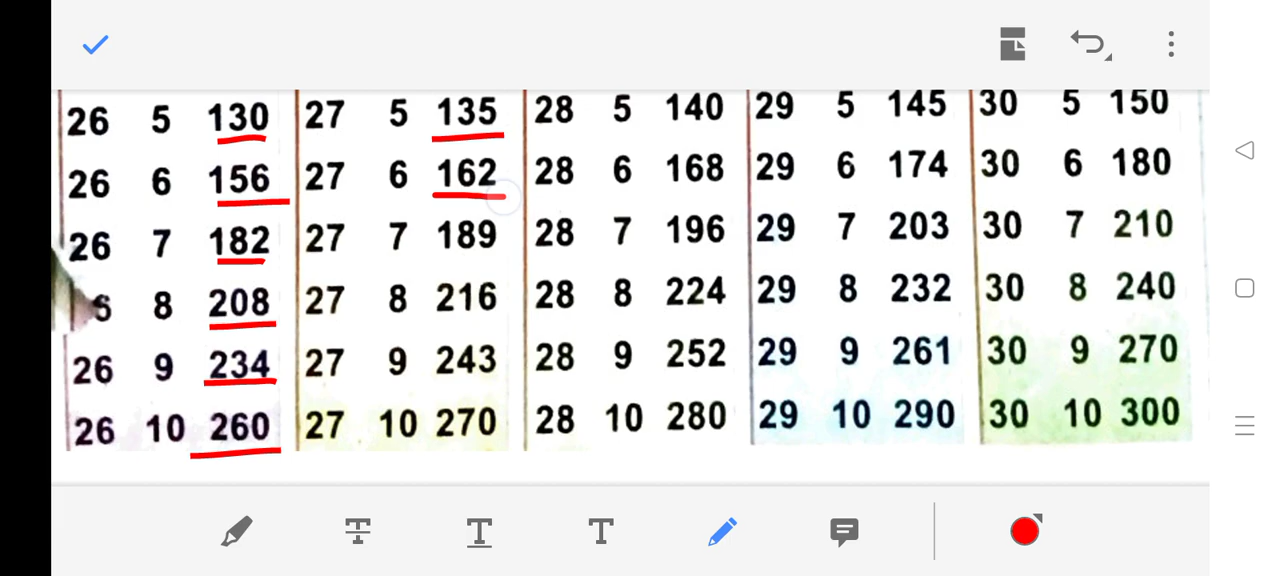 26 5 130 27 5 135 28 5 140 29 5 145 30 5 150
26 6 156 27 6 162 28 6 168 29 6 174 30 6 180
26 7 182 27 7 189 28 7 196 29 7 203 30 7 210
6 8 208 27 8 216 28 8 224 29 8 232 30 8 240
26 9 234 27 9 243 28 9 252 29 9 261 30 9 270
26 10 260 27 10 270 28 10 280 29 10 290 30 10 300
T T T